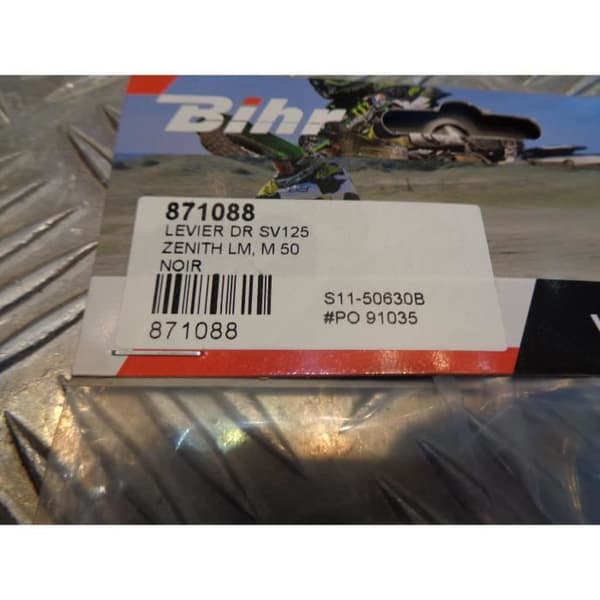 Bihr
871088
LEVIER DR SV125
ZENITH LM, M 50
NOIR
871088
S11-50630B
#PO 91035